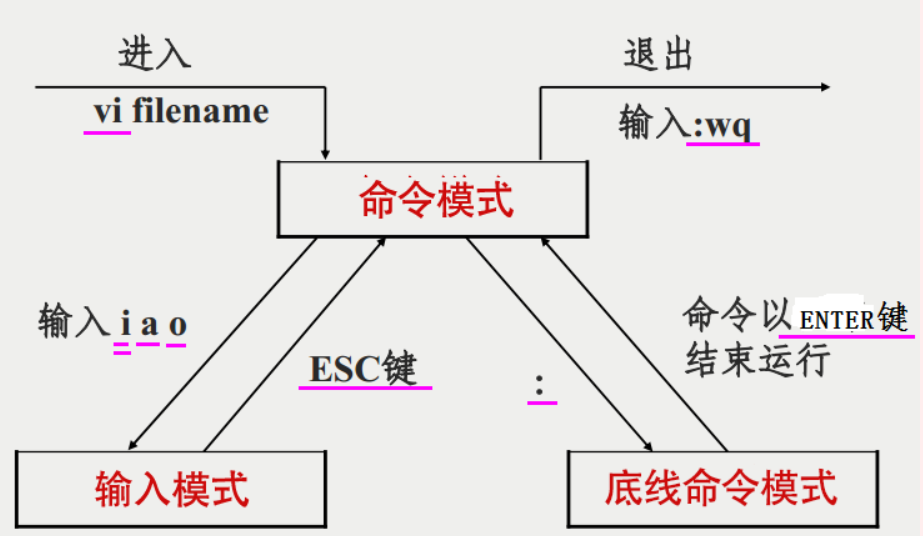 进入
vi filename
退出
输入:wq
命令模式
输入 i a o
ESC键
:
命令以ENTER键
结束运行
输入模式
底线命令模式